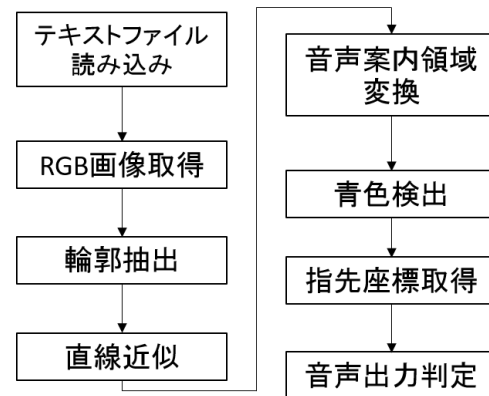 テキストファイル
読み込み
RGB画像取得
輪郭抽出
直線近似
音声案内領域
変換
青色検出
指先座標取得
音声出力判定